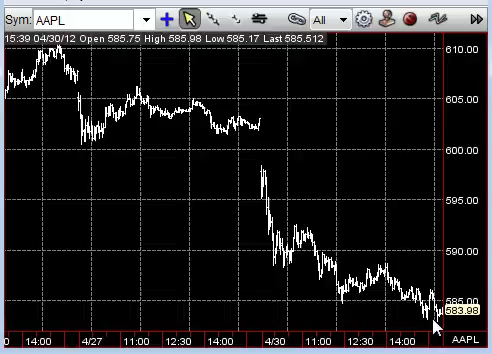 Sym: AAPL All
15:39 04/30/12 Open 585.75 High 585.98 Low 585.17 Last 585.512
610.00
605.00
600.00
595.00
590.00
585.00
583.98
0 14:00 4/27 11:00 12:30 14:00 4/30 11:00 12:30 14:00 AAPL